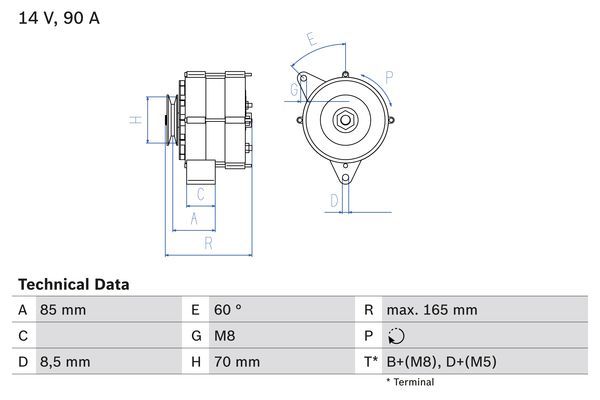 14 V, 90 A
E
P
G
H
C
D
A
R
Technical Data
A 85 mm E 60 ° R max. 165 mm
C G M8 P
D 8,5 mm H 70 mm T* B+(M8), D+(M5)
* Terminal